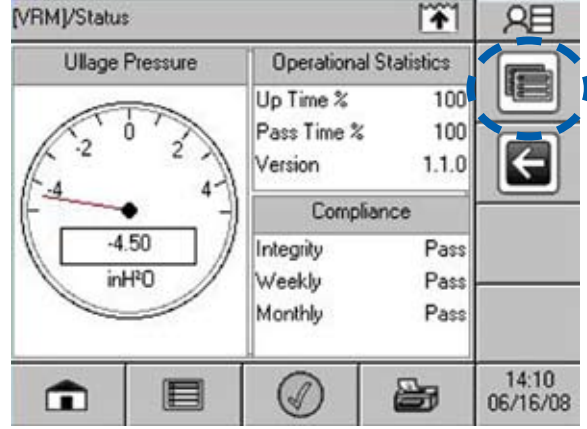 [VRM]/Status
Ullage Pressure
-4
-2
0
2
4
-4.50
inH²O
Operational Statistics
Up Time % 100
Pass Time % 100
Version 1.1.0
Compliance
Integrity Pass
Weekly Pass
Monthly Pass
14:10
06/16/08